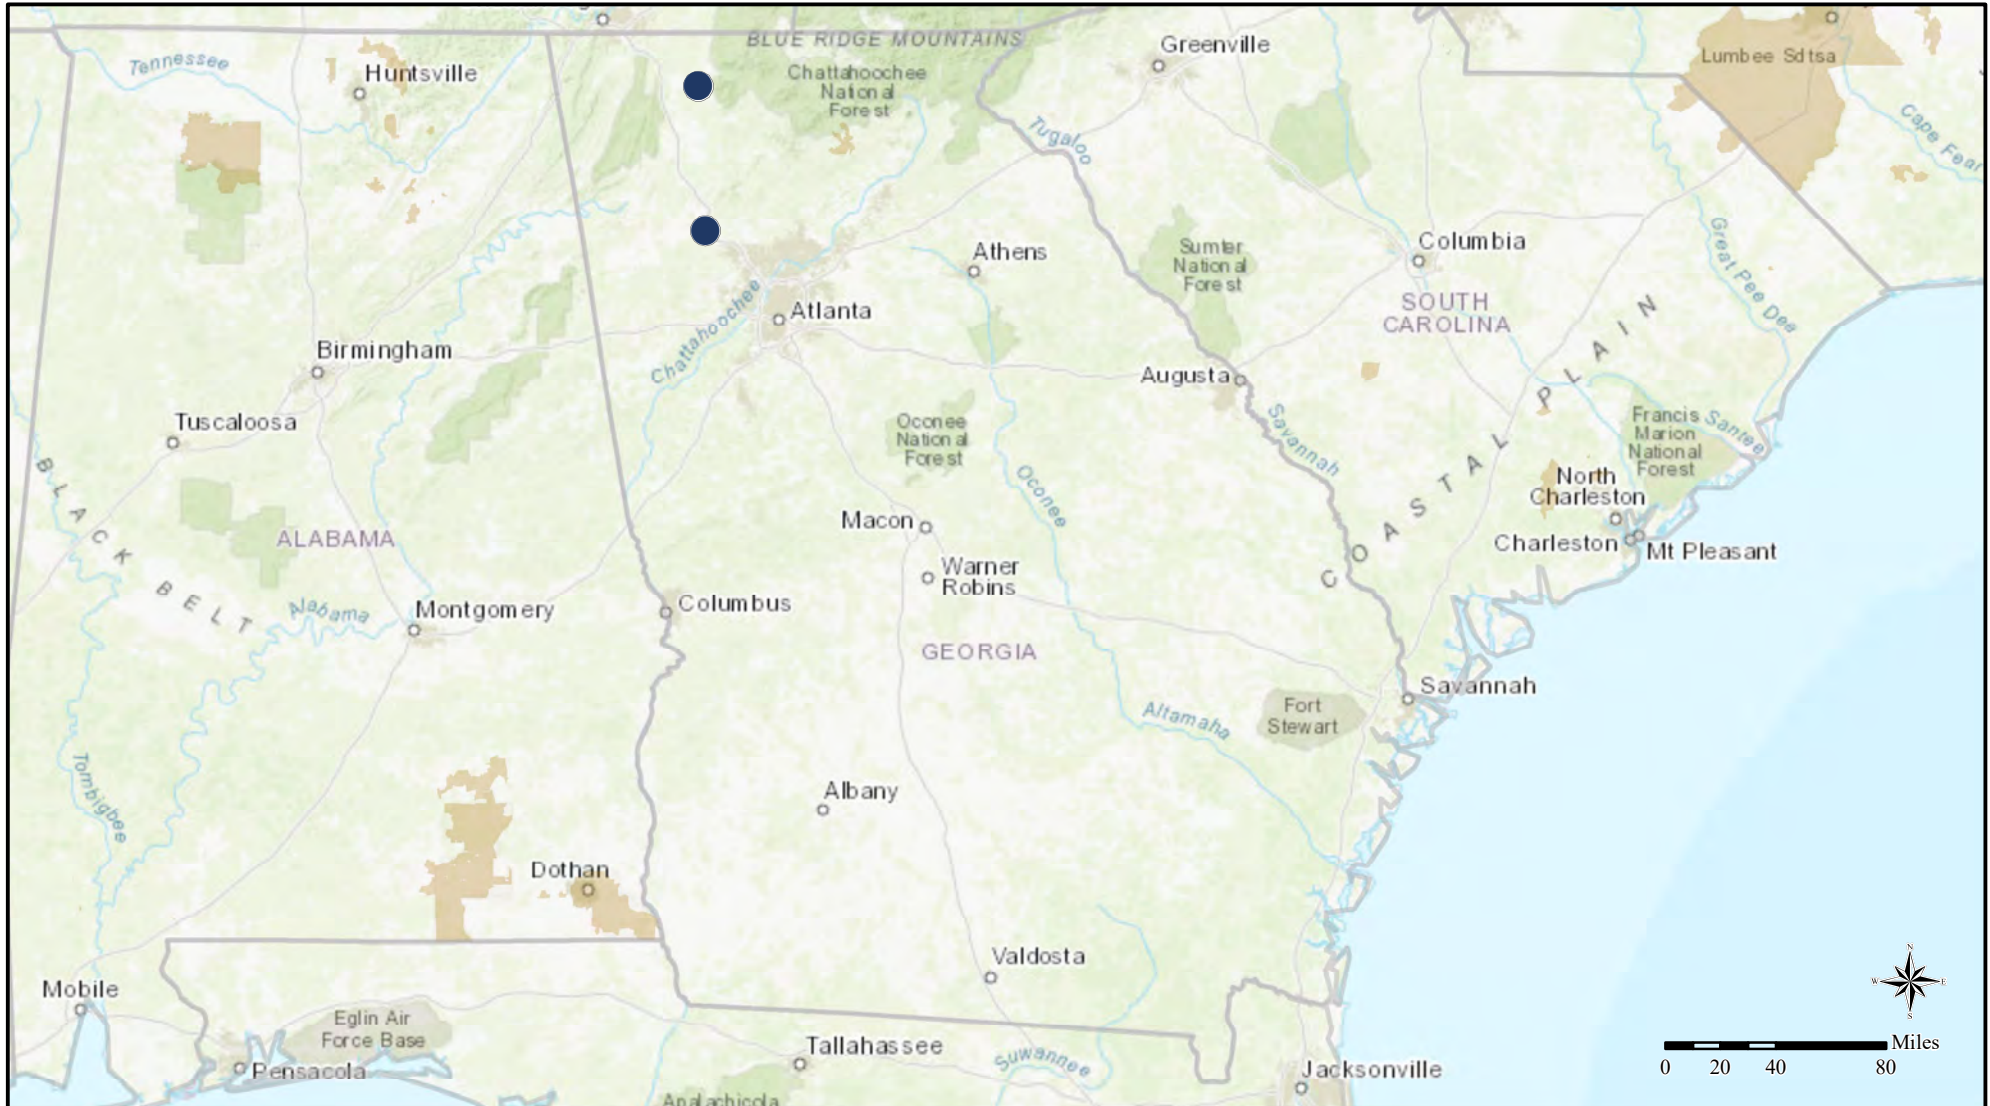 BLUE RIDGE MOUNTAINS
Greenville
Lumbee Sdtsa
Tennessee
Huntsville
Chattahoochee
National
Forest
Cape Fear
Tugaloo
Great Pee Dea
Sumter
National
Forest
Columbia
Athens
SOUTH
CAROLINA
Chattahoochee
Atlanta
Birmingham
Augusta
COASTAL PLAIN
Tuscaloosa
Oconee
National
Forest
Savannah
Francis
Marion
National
Forest
Santee
BLACK BELT
Oconee
North
Charleston
Macon
ALABAMA
Charleston
Mt Pleasant
Warner
Robins
Alabama
Montgomery
Columbus
GEORGIA
Savannah
Fort
Stewart
Altamaha
Tombigbee
Albany
Dothan
Valdosta
Mobile
Eglin Air
Force Base
N
W
E
S
Tallahassee
Suwannee
Miles
0 20 40 80
Pensacola
Jacksonville
Apalachicola